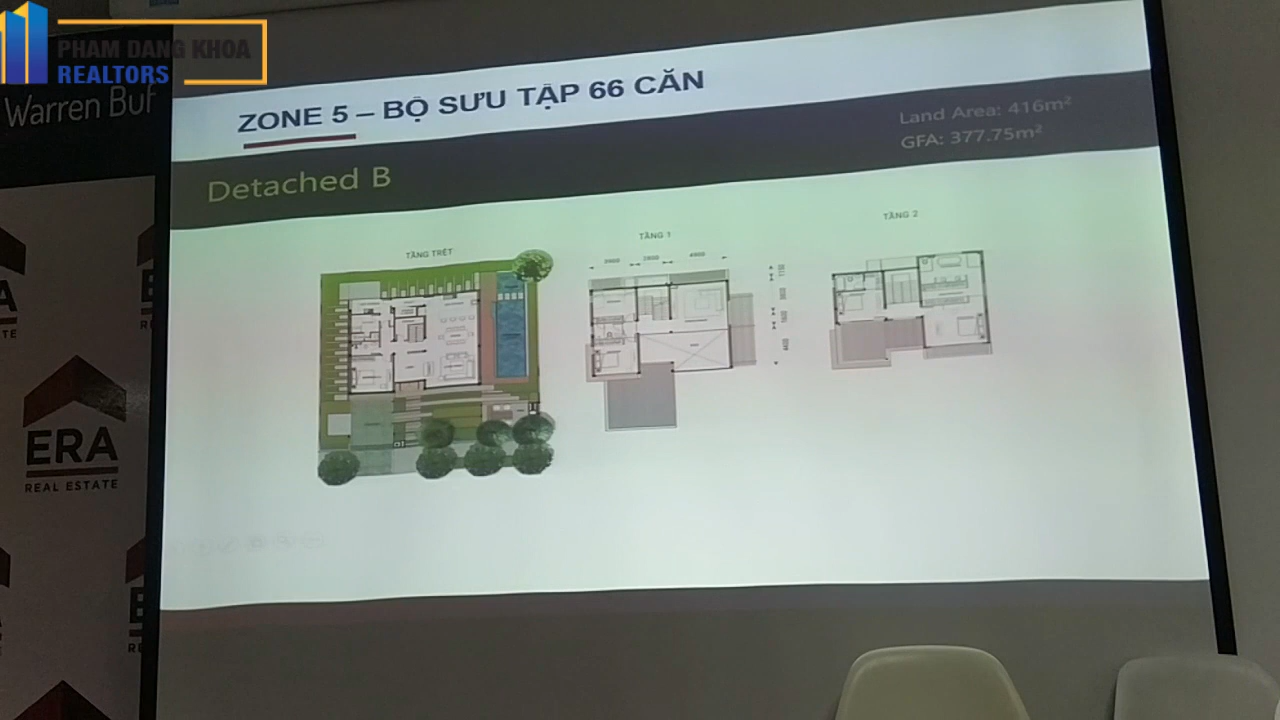 PHAM DANG KHOA
REALTORS
Warren Buf
ZONE 5 – BỘ SƯU TẬP 66 CĂN
Land Area: 416m²
GFA: 377.75m²
Detached B
TẦNG TRỆT
TẦNG 1
TẦNG 2
ERA
REAL ESTATE